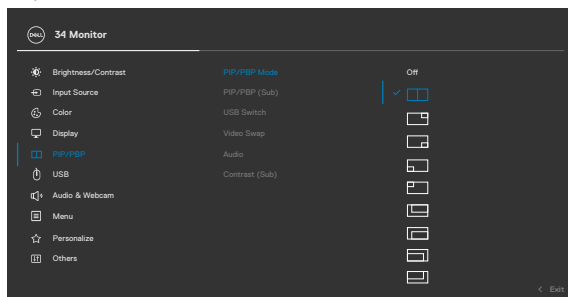 DELL
34 Monitor
Brightness/Contrast
Input Source
Color
Display
PIP/PBP
USB
Audio & Webcam
Menu
Personalize
Others
PIP/PBP Mode
PIP/PBP (Sub)
USB Switch
Video Swap
Audio
Contrast (Sub)
Off
Exit